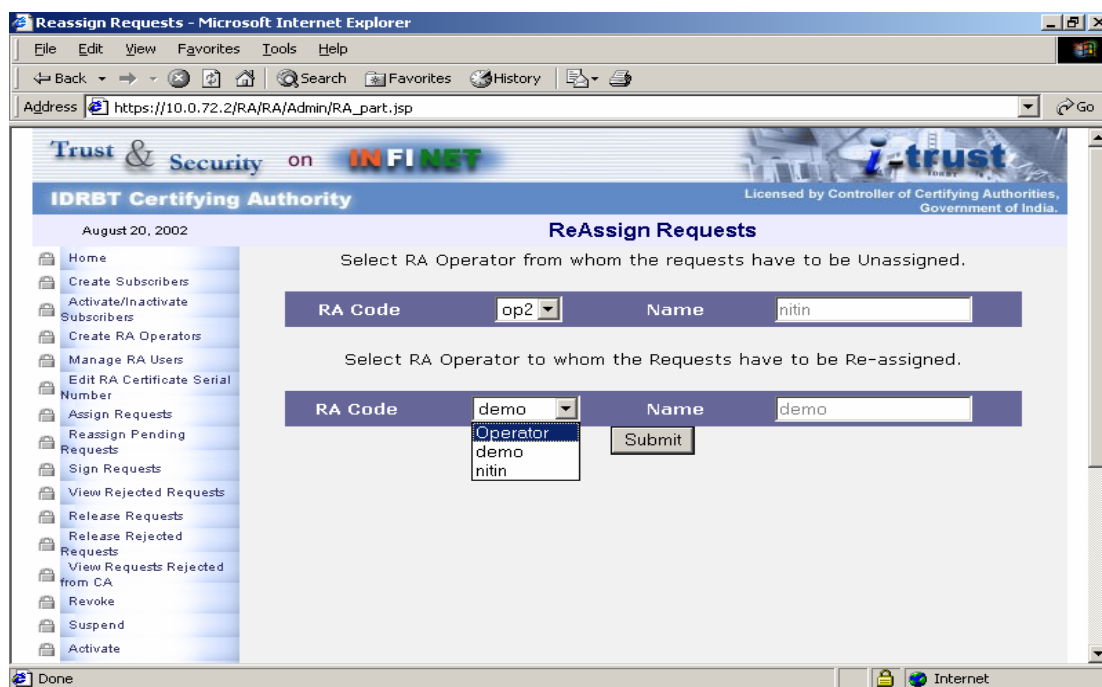 Reassign Requests - Microsoft Internet Explorer
File Edit View Favorites Tools Help
Back Search Favorites History
Address https://10.0.72.2/RA/RA/Admin/RA_part.jsp Go
Trust & Security on INFINET
i-trust
IDRBT
IDRBT Certifying Authority
Licensed by Controller of Certifying Authorities,
Government of India.
August 20, 2002
ReAssign Requests
Home
Create Subscribers
Activate/Inactivate
Subscribers
Create RA Operators
Manage RA Users
Edit RA Certificate Serial
Number
Assign Requests
Reassign Pending
Requests
Sign Requests
View Rejected Requests
Release Requests
Release Rejected
Requests
View Requests Rejected
from CA
Revoke
Suspend
Activate
Select RA Operator from whom the requests have to be Unassigned.
RA Code op2 Name nitin
Select RA Operator to whom the Requests have to be Re-assigned.
RA Code demo Name demo
Operator
demo
nitin
Submit
Done Internet